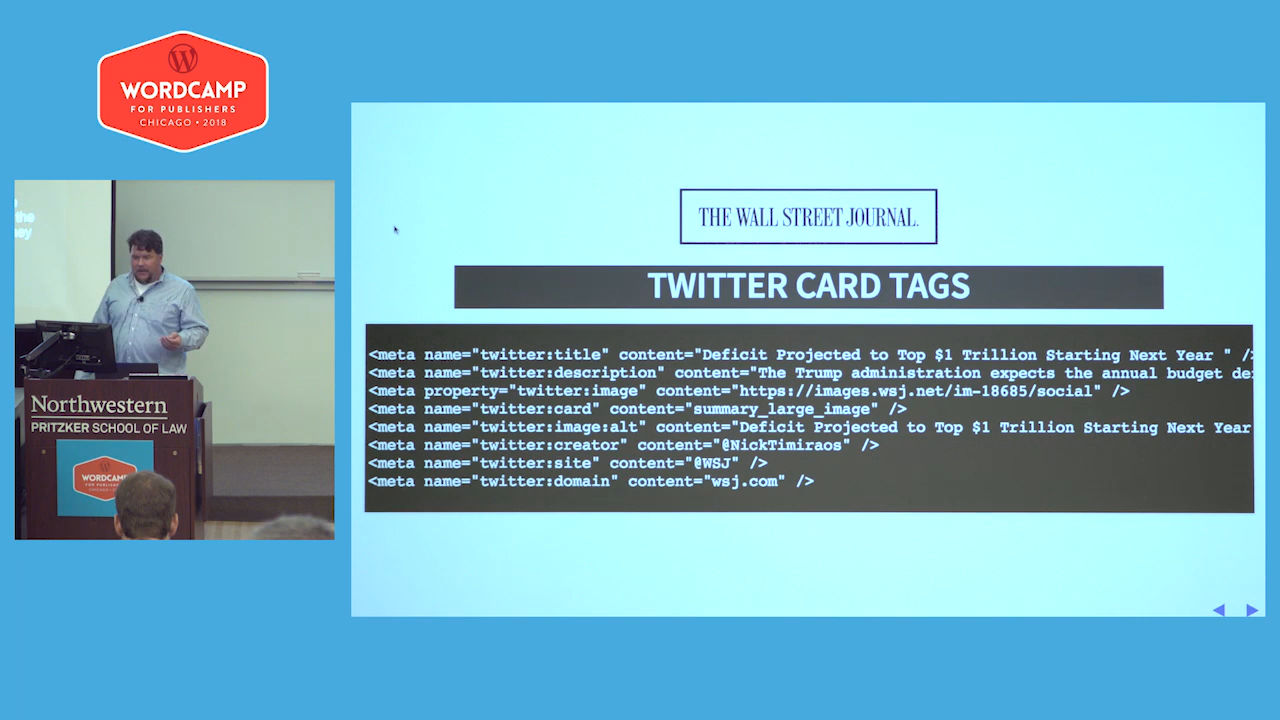 WORDCAMP
FOR PUBLISHERS
CHICAGO • 2018
the
ey
Northwestern
PRITZKER SCHOOL OF LAW
WORDCAMP
THE WALL STREET JOURNAL.
TWITTER CARD TAGS
<meta name="twitter:title" content="Deficit Projected to Top $1 Trillion Starting Next Year " />
<meta name="twitter:description" content="The Trump administration expects the annual budget de
<meta property="twitter:image" content="https://images.wsj.net/im-18685/social" />
<meta name="twitter:card" content="summary_large_image" />
<meta name="twitter:image:alt" content="Deficit Projected to Top $1 Trillion Starting Next Year
<meta name="twitter:creator" content="@NickTimiraos" />
<meta name="twitter:site" content="@WSJ" />
<meta name="twitter:domain" content="wsj.com" />